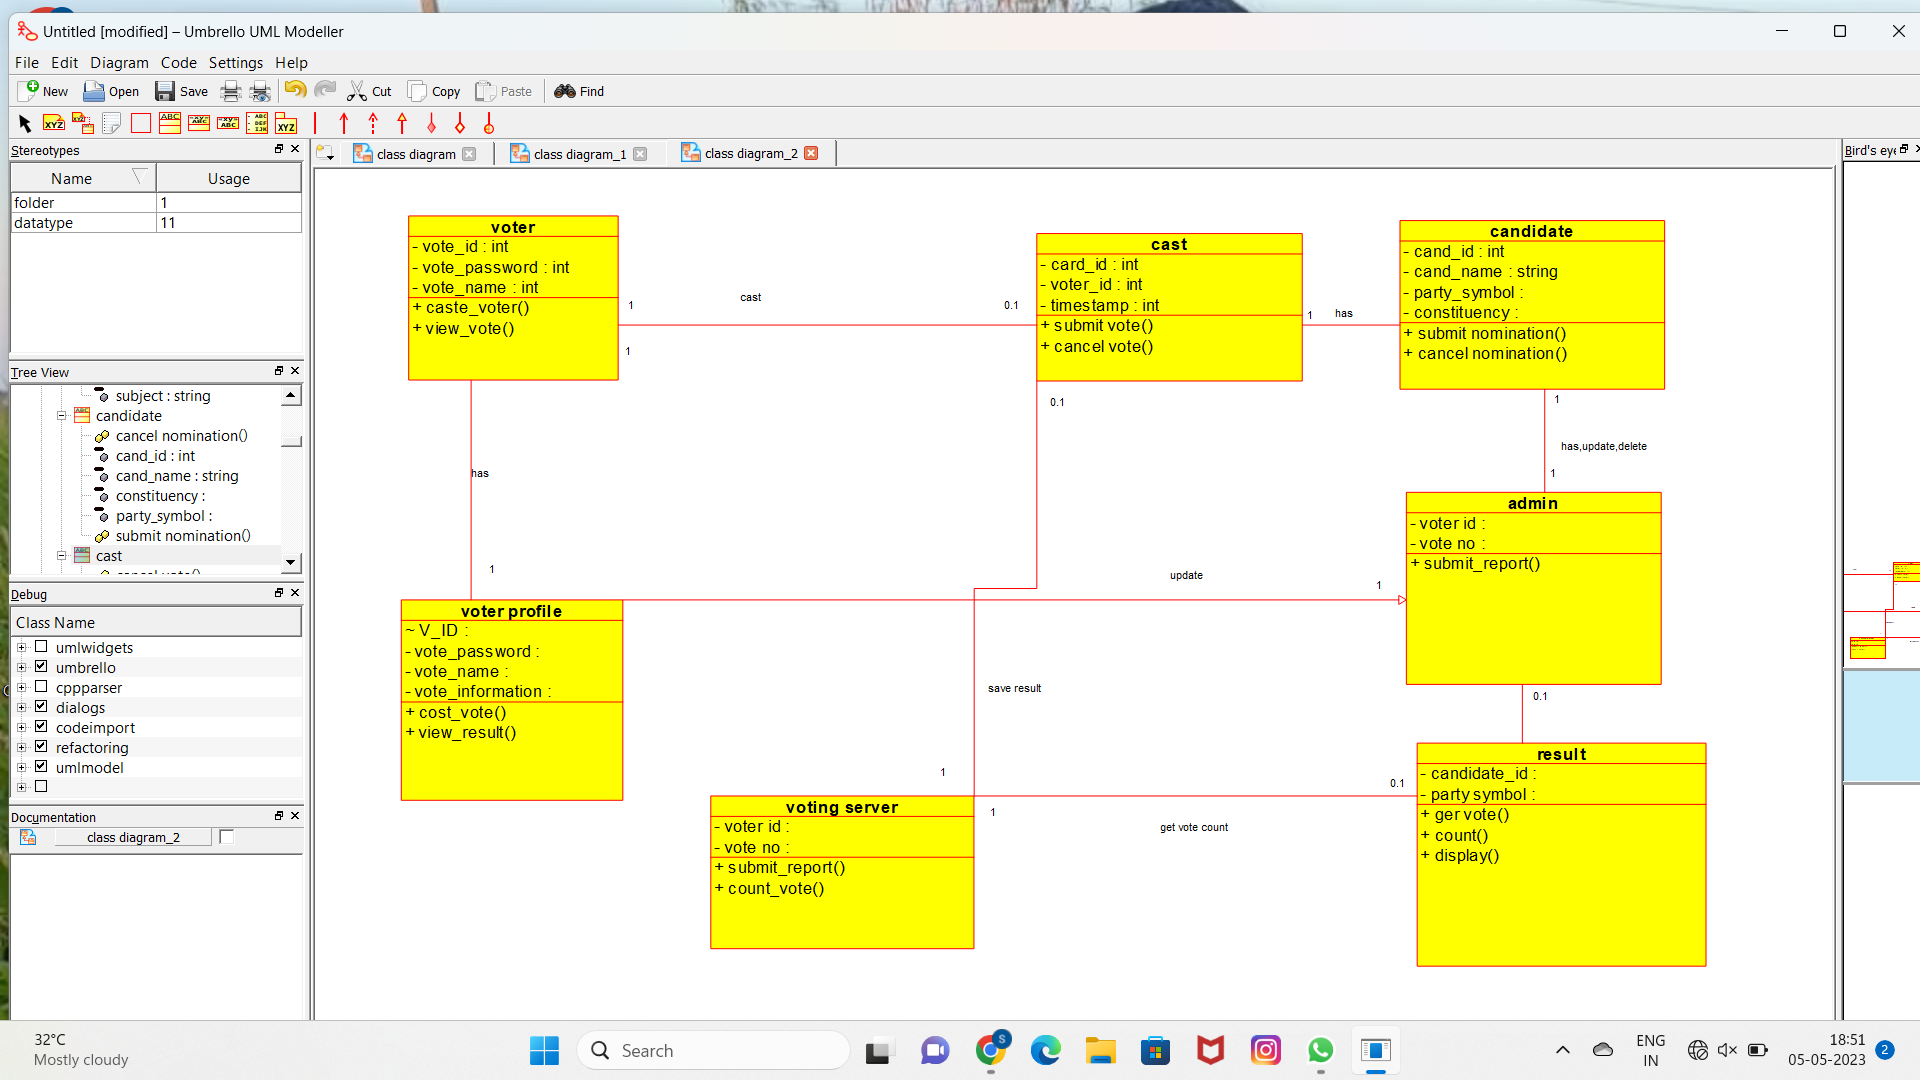 Untitled [modified] – Umbrello UML Modeller
File Edit Diagram Code Settings Help
New Open Save Cut Copy Paste Find
Stereotypes
Name Usage
folder 1
datatype 11
Tree View
subject : string
candidate
cancel nomination()
cand_id : int
cand_name : string
constituency :
party_symbol :
submit nomination()
cast
cancel vote()
Debug
Class Name
umlwidgets
umbrello
cppparser
dialogs
codeimport
refactoring
umlmodel
Documentation
class diagram_2
class diagram class diagram_1 class diagram_2
Bird's eye
voter
- vote_id : int
- vote_password : int
- vote_name : int
+ caste_voter()
+ view_vote()
1
cast
0.1
1
cast
- card_id : int
- voter_id : int
- timestamp : int
+ submit vote()
+ cancel vote()
1
has
0.1
candidate
- cand_id : int
- cand_name : string
- party_symbol :
- constituency :
+ submit nomination()
+ cancel nomination()
1
has,update,delete
1
has
1
admin
- voter id :
- vote no :
+ submit_report()
update
1
voter profile
~ V_ID :
- vote_password :
- vote_name :
- vote_information :
+ cost_vote()
+ view_result()
save result
0.1
1
voting server
- voter id :
- vote no :
+ submit_report()
+ count_vote()
1
get vote count
0.1
result
- candidate_id :
- party symbol :
+ ger vote()
+ count()
+ display()
32°C
Mostly cloudy
Search
S
ENG
IN
18:51
05-05-2023
2